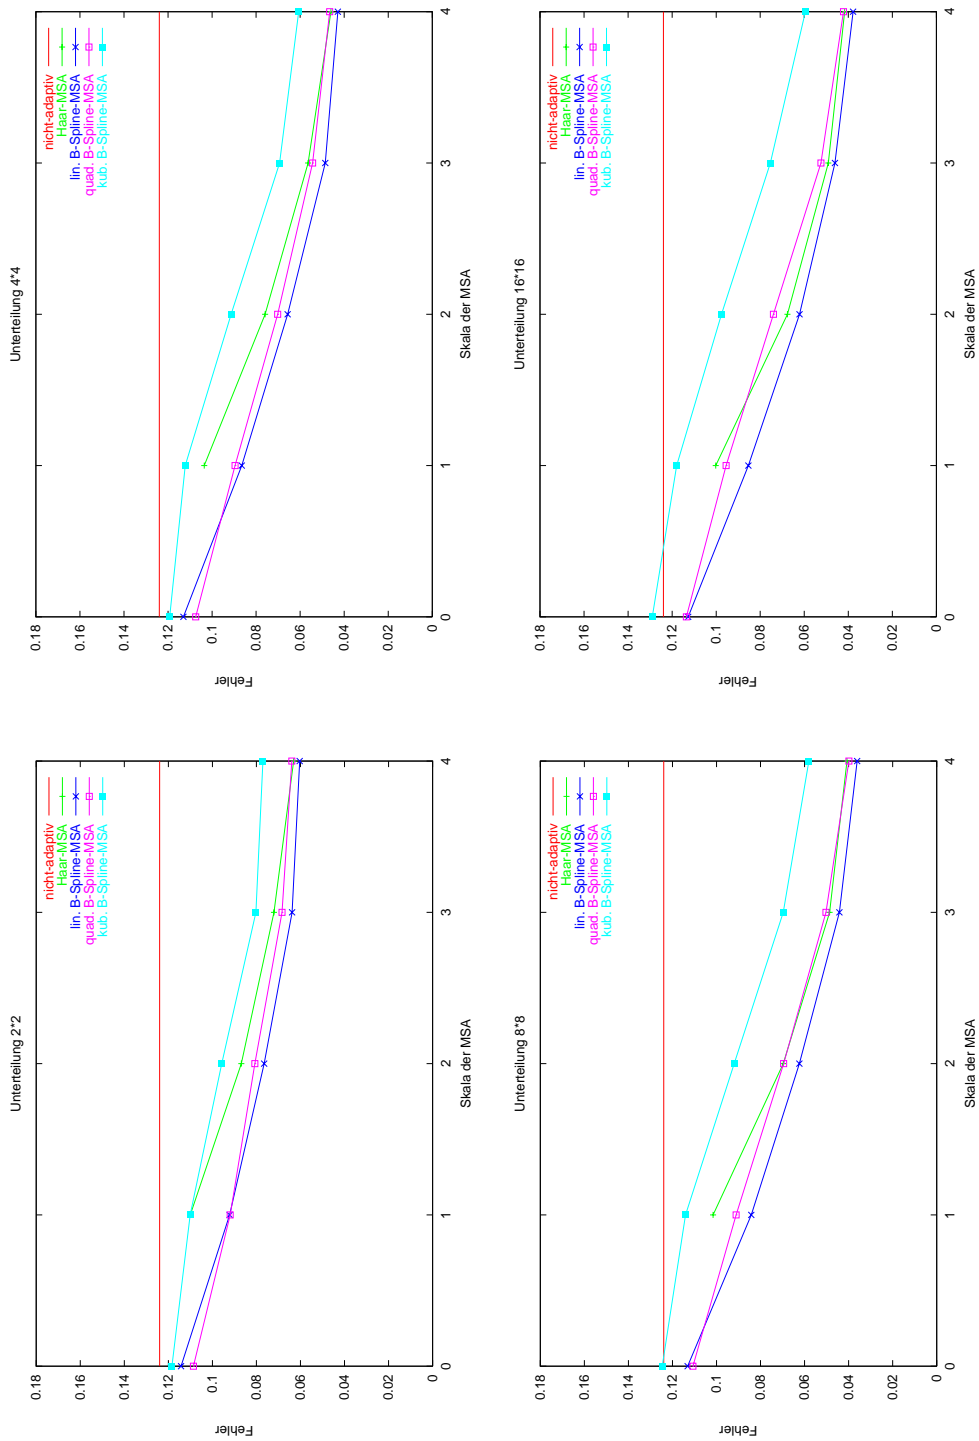 Unterteilung 2*2
Fehler
0.18
0.16
0.14
0.12
0.1
0.08
0.06
0.04
0.02
0
0 1 2 3 4
Skala der MSA
nicht-adaptiv
Haar-MSA
lin. B-Spline-MSA
quad. B-Spline-MSA
kub. B-Spline-MSA
Unterteilung 4*4
Fehler
0.18
0.16
0.14
0.12
0.1
0.08
0.06
0.04
0.02
0
0 1 2 3 4
Skala der MSA
nicht-adaptiv
Haar-MSA
lin. B-Spline-MSA
quad. B-Spline-MSA
kub. B-Spline-MSA
Unterteilung 8*8
Fehler
0.18
0.16
0.14
0.12
0.1
0.08
0.06
0.04
0.02
0
0 1 2 3 4
Skala der MSA
nicht-adaptiv
Haar-MSA
lin. B-Spline-MSA
quad. B-Spline-MSA
kub. B-Spline-MSA
Unterteilung 16*16
Fehler
0.18
0.16
0.14
0.12
0.1
0.08
0.06
0.04
0.02
0
0 1 2 3 4
Skala der MSA
nicht-adaptiv
Haar-MSA
lin. B-Spline-MSA
quad. B-Spline-MSA
kub. B-Spline-MSA